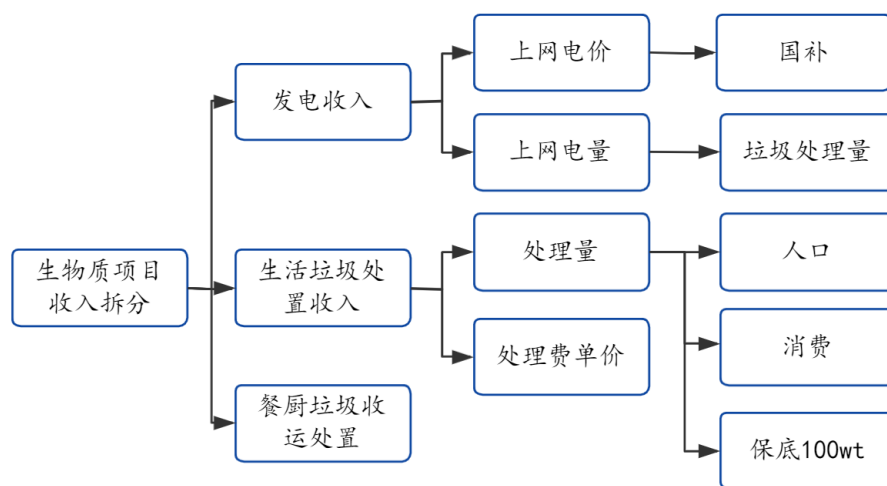 生物质项目
收入拆分
发电收入
生活垃圾处
置收入
餐厨垃圾收
运处置
上网电价
上网电量
处理量
处理费单价
国补
垃圾处理量
人口
消费
保底100wt